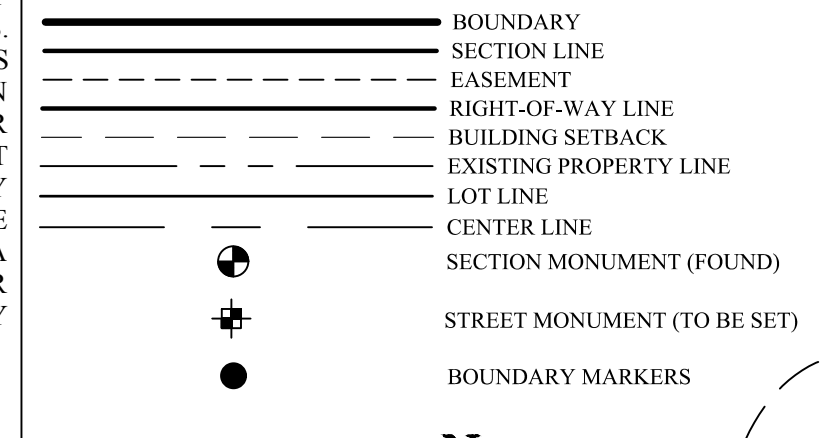 BOUNDARY
SECTION LINE
EASEMENT
RIGHT-OF-WAY LINE
BUILDING SETBACK
EXISTING PROPERTY LINE
LOT LINE
CENTER LINE
SECTION MONUMENT (FOUND)
STREET MONUMENT (TO BE SET)
BOUNDARY MARKERS